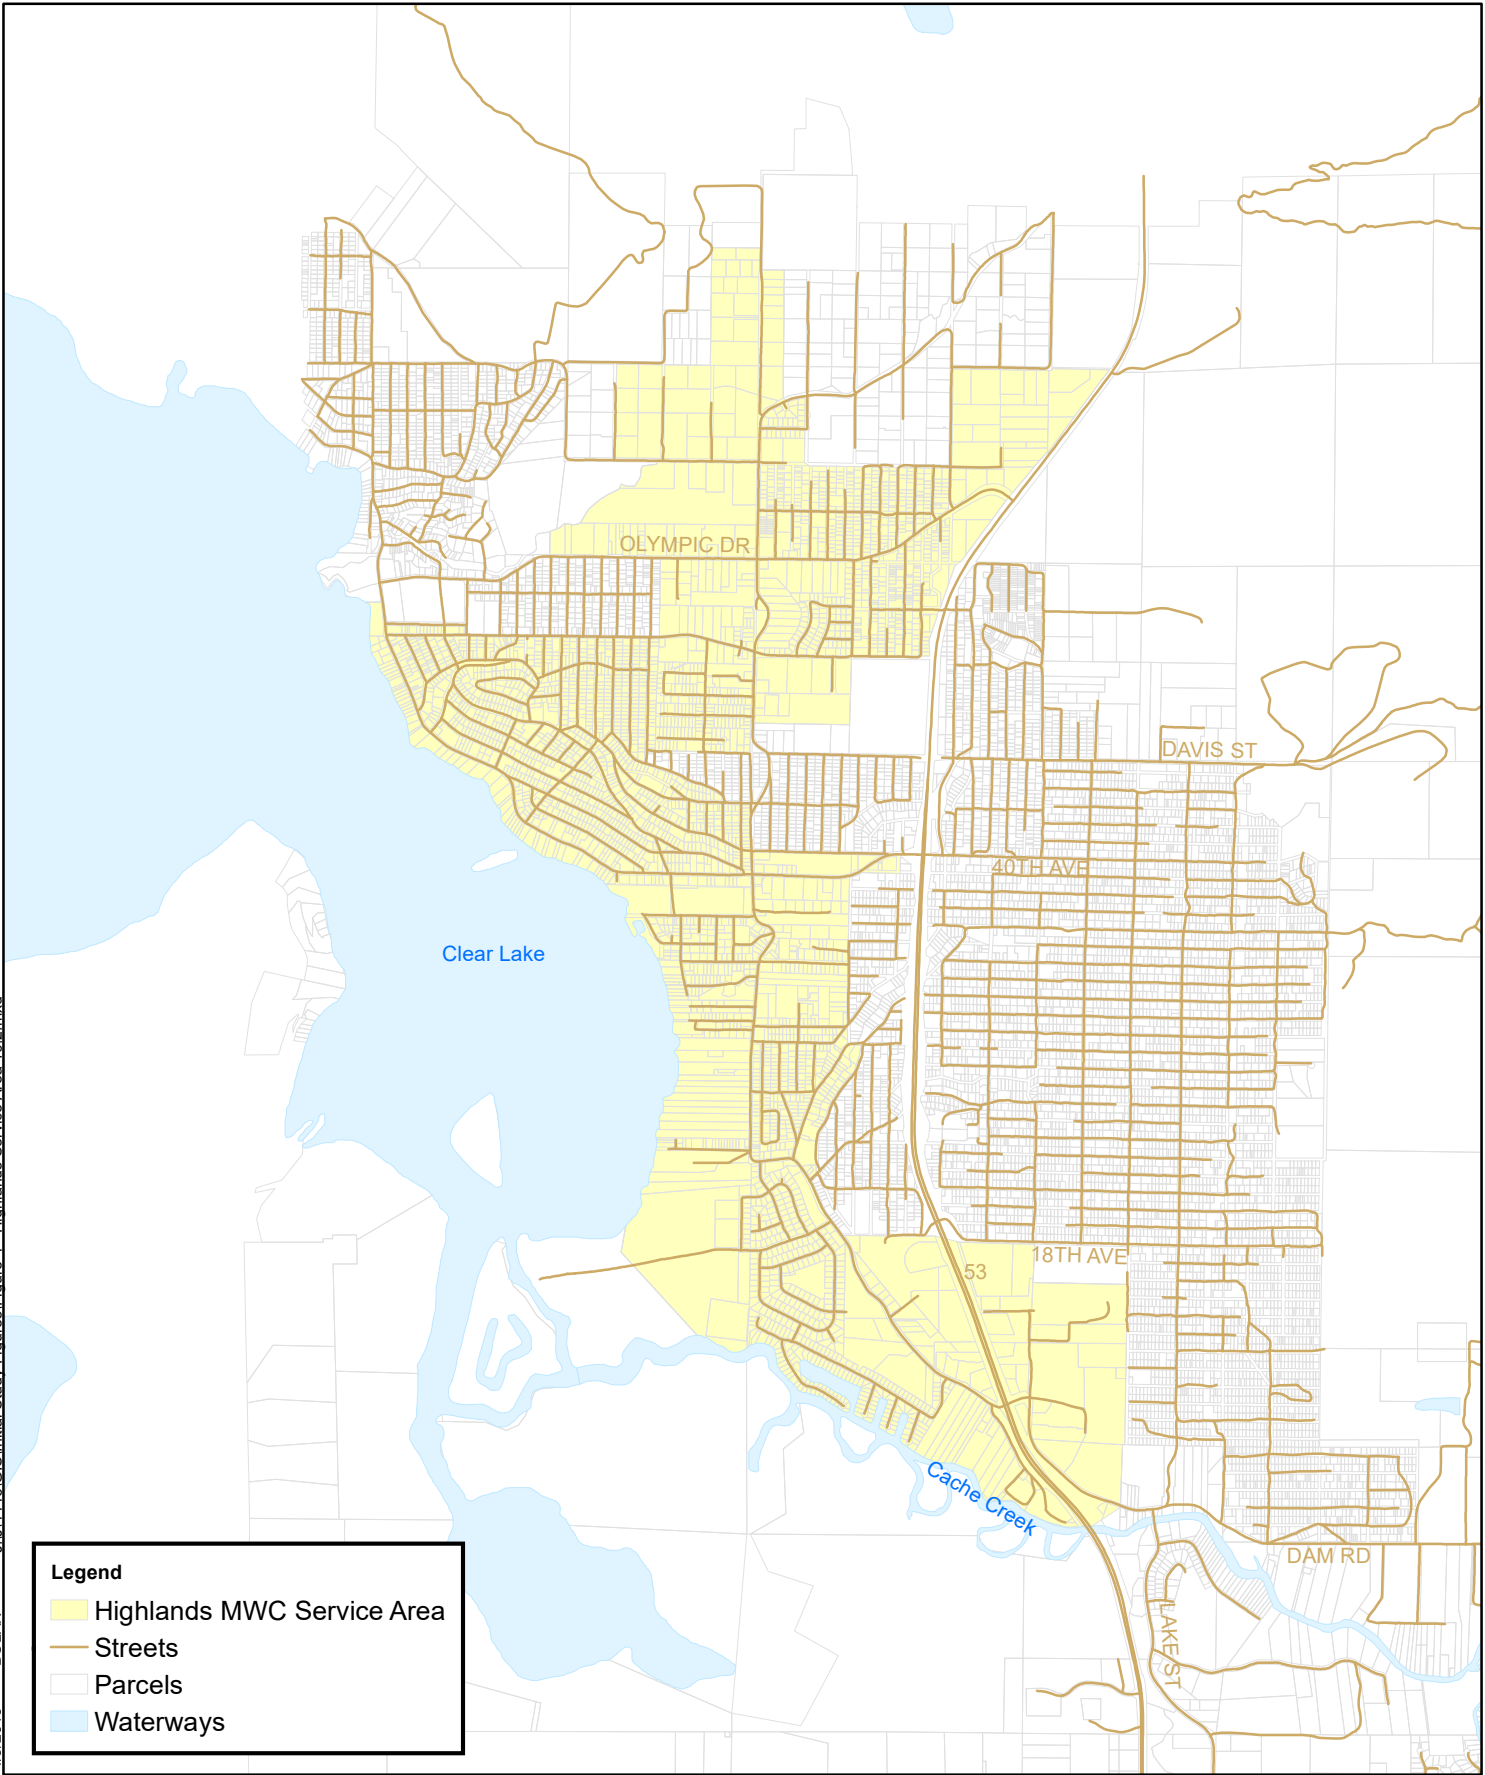 OLYMPIC DR
DAVIS ST
40TH AVE
Clear Lake
18TH AVE
53
Cache Creek
DAM RD
LAKE ST
Legend
Highlands MWC Service Area
Streets
Parcels
Waterways